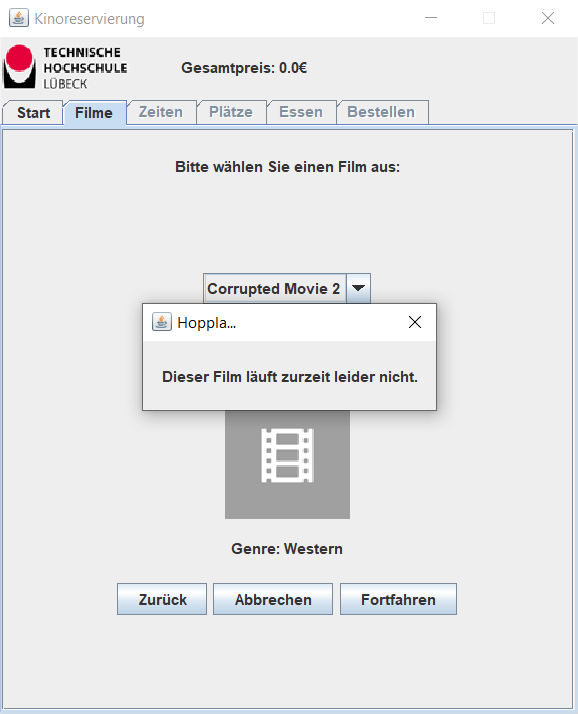 Kinoreservierung
TECHNISCHE
HOCHSCHULE
LÜBECK
Gesamtpreis: 0.0€
Start Filme Zeiten Plätze Essen Bestellen
Bitte wählen Sie einen Film aus:
Corrupted Movie 2
Hoppla...
Dieser Film läuft zurzeit leider nicht.
Genre: Western
Zurück Abbrechen Fortfahren